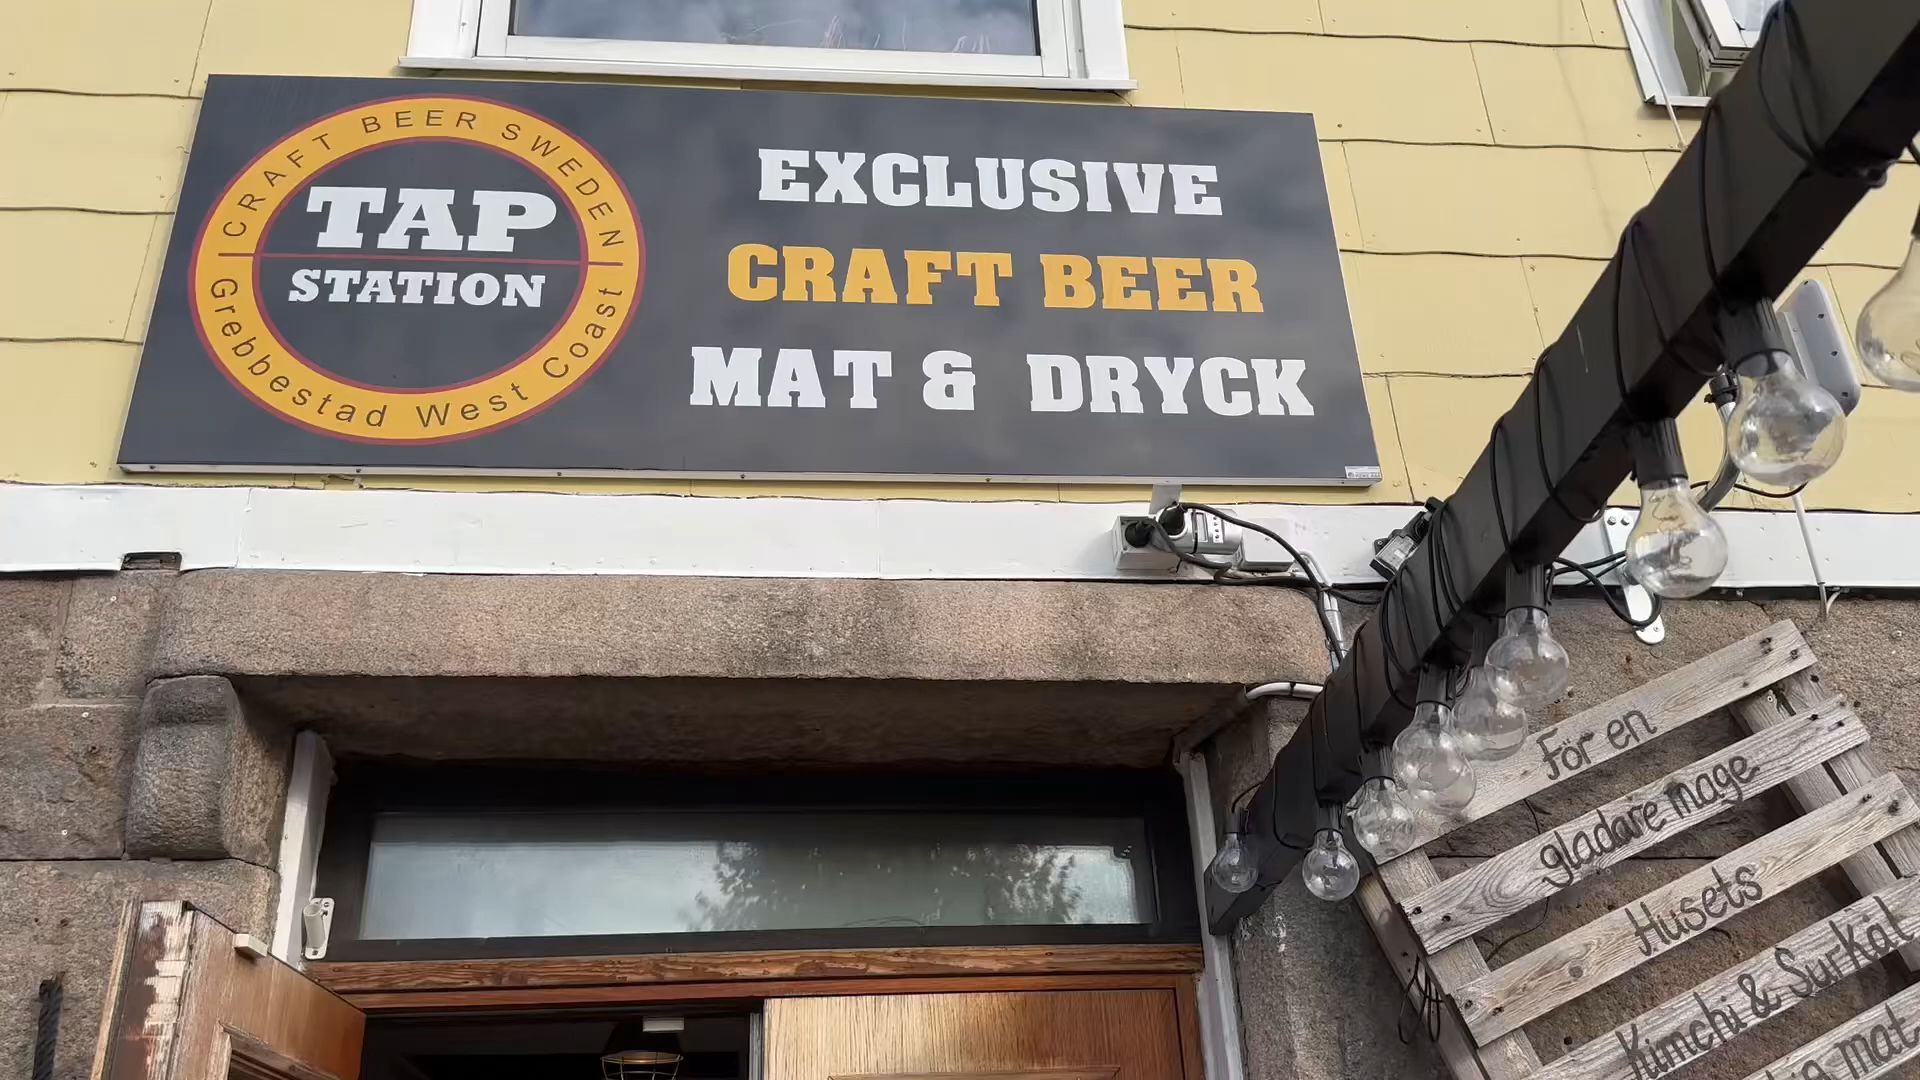 CRAFT BEER SWEDEN
TAP
STATION
Grebbestad West Coast
EXCLUSIVE
CRAFT BEER
MAT & DRYCK
För en
gladare mage
Husets
Kimchi & Surkål
mat